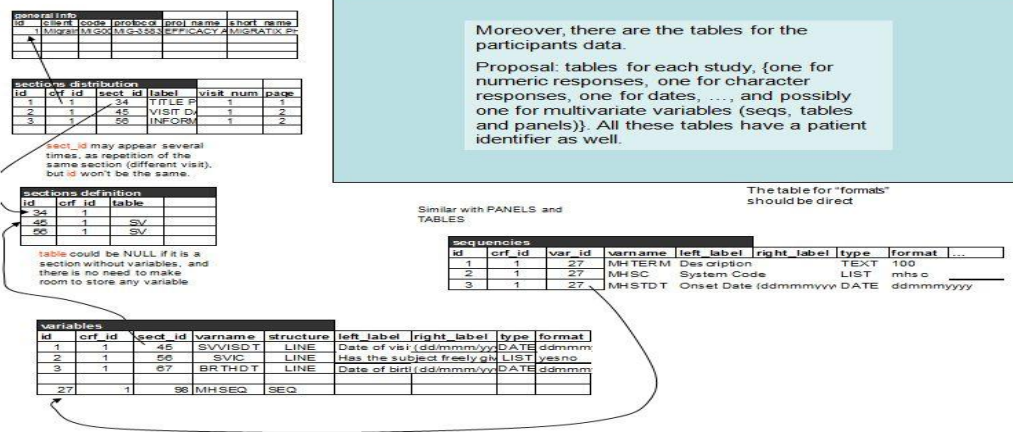 general info
id client code protocol proj_name short_name
1 Migrain MIG00 MIG-3583 EFFICACY A MIGRATIX PH
sections distribution
id crf_id sect_id label visit_num page
1 1 34 TITLE P 1 1
2 1 45 VISIT DA 1 2
3 1 56 INFORM 1 2
sect_id may appear several
times, as repetition of the
same section (different visit),
but id won't be the same.
sections definition
id crf_id table
34 1
45 1 SV
56 1 SV
table could be NULL if it is a
section without variables, and
there is no need to make
room to store any variable
Moreover, there are the tables for the
participants data.
Proposal: tables for each study, {one for
numeric responses, one for character
responses, one for dates, …, and possibly
one for multivariate variables (seqs, tables
and panels)}. All these tables have a patient
identifier as well.
The table for "formats"
should be direct
Similar with PANELS and
TABLES
sequencies
id crf_id var_id varname left_label right_label type format ...
1 1 27 MHTERM Description TEXT 100
2 1 27 MHSC System Code LIST mhsc
3 1 27 MHSTDT Onset Date (ddmmmyyyy DATE ddmmmyyyy
variables
id crf_id sect_id varname structure left_label right_label type format
1 1 45 SVVISDT LINE Date of visi (dd/mmm/yyy DATE ddmmm
2 1 56 SVIC LINE Has the subject freely giv LIST yesno
3 1 67 BRTHDT LINE Date of birtl (dd/mmm/yyy DATE ddmmm
27 1 98 MHSEQ SEQ